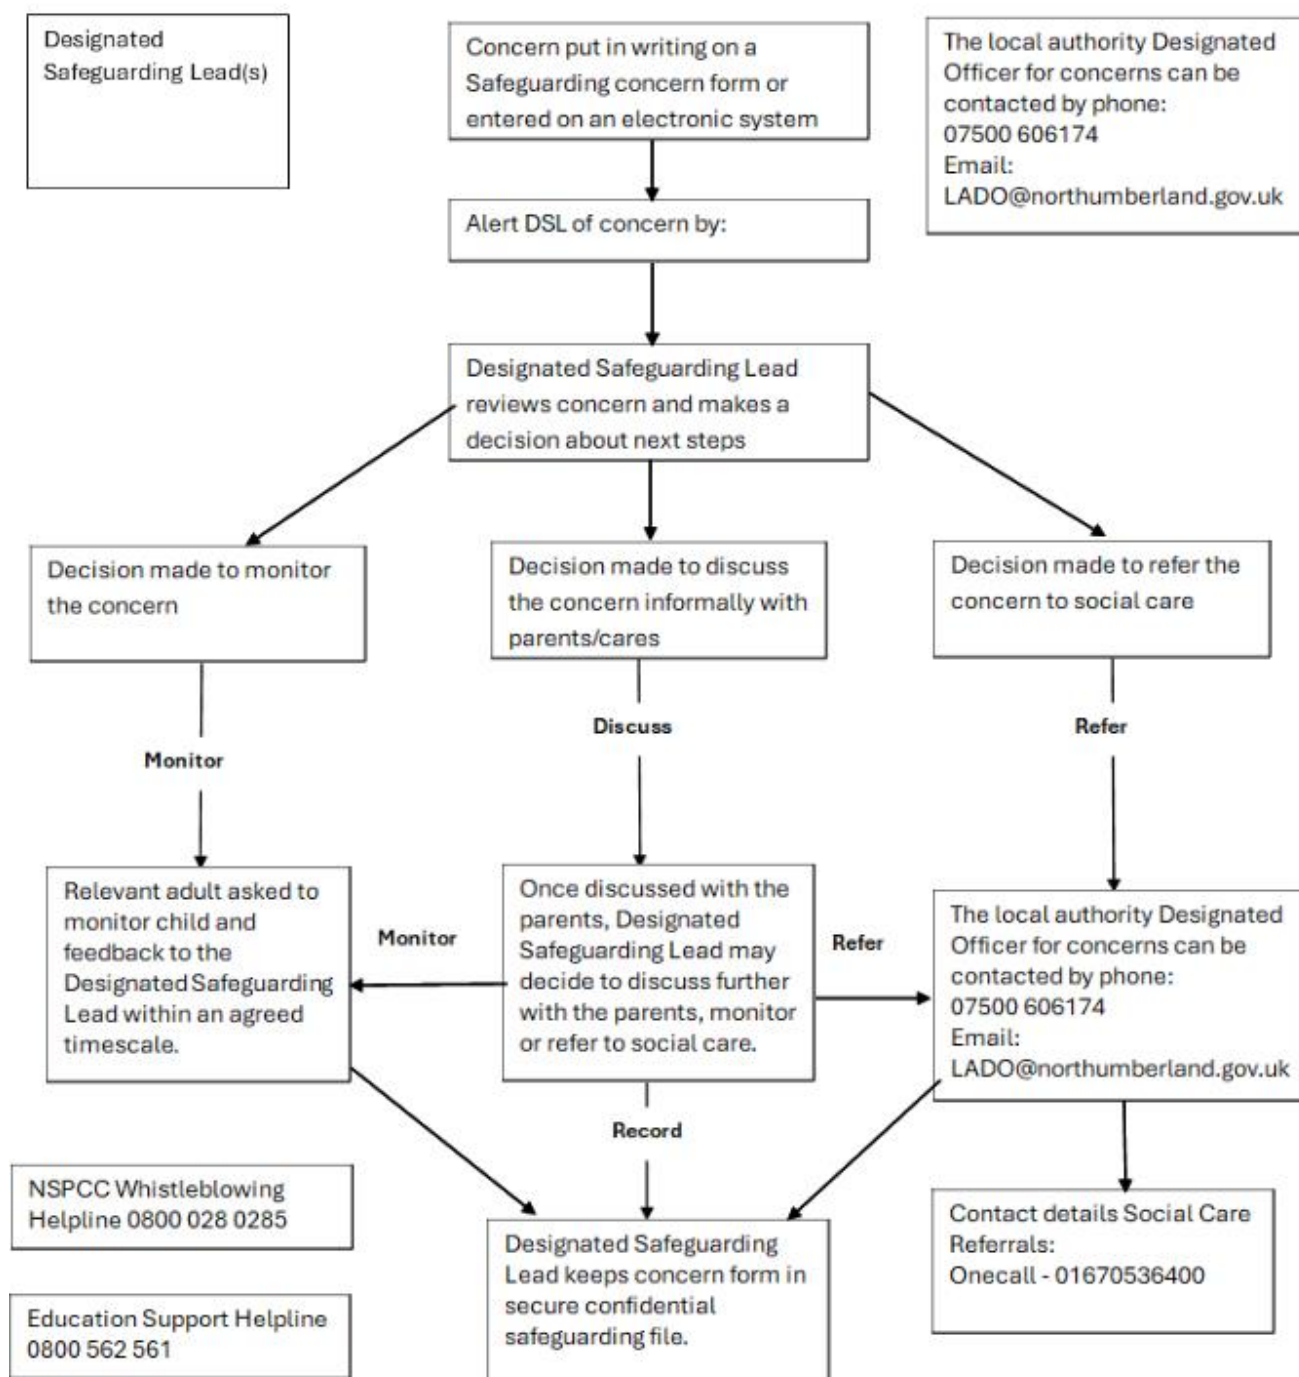 Designated
Safeguarding Lead(s)
Concern put in writing on a
Safeguarding concern form or
entered on an electronic system
The local authority Designated
Officer for concerns can be
contacted by phone:
07500 606174
Email:
LADO@northumberland.gov.uk
Alert DSL of concern by:
Designated Safeguarding Lead
reviews concern and makes a
decision about next steps
Decision made to monitor
the concern
Decision made to discuss
the concern informally with
parents/cares
Decision made to refer the
concern to social care
Monitor
Discuss
Refer
Relevant adult asked to
monitor child and
feedback to the
Designated Safeguarding
Lead within an agreed
timescale.
Monitor
Once discussed with the
parents, Designated
Safeguarding Lead may
decide to discuss further
with the parents, monitor
or refer to social care.
Refer
The local authority Designated
Officer for concerns can be
contacted by phone:
07500 606174
Email:
LADO@northumberland.gov.uk
Record
NSPCC Whistleblowing
Helpline 0800 028 0285
Education Support Helpline
0800 562 561
Designated Safeguarding
Lead keeps concern form in
secure confidential
safeguarding file.
Contact details Social Care
Referrals:
Onecall - 01670536400